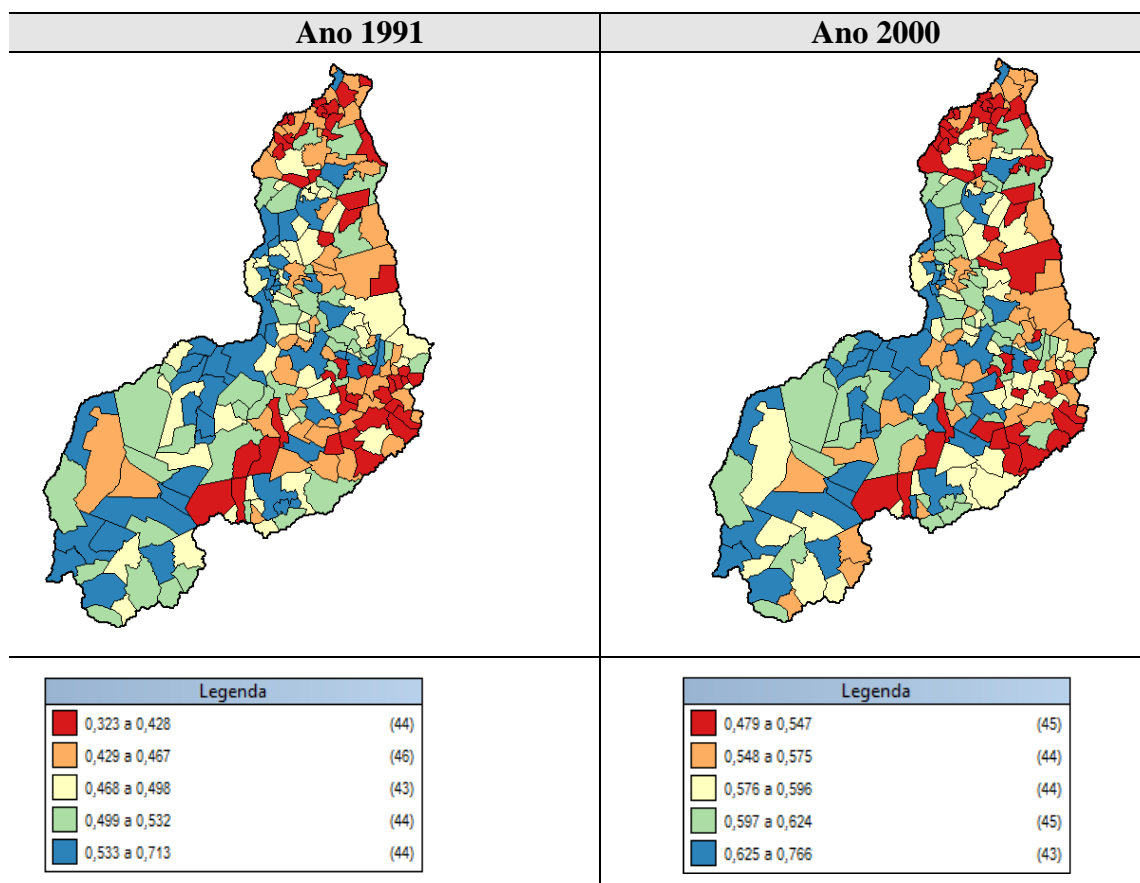 Ano 1991 Ano 2000
Legenda
0,323 a 0,428 (44)
0,429 a 0,467 (46)
0,468 a 0,498 (43)
0,499 a 0,532 (44)
0,533 a 0,713 (44)
Legenda
0,479 a 0,547 (45)
0,548 a 0,575 (44)
0,576 a 0,596 (44)
0,597 a 0,624 (45)
0,625 a 0,766 (43)